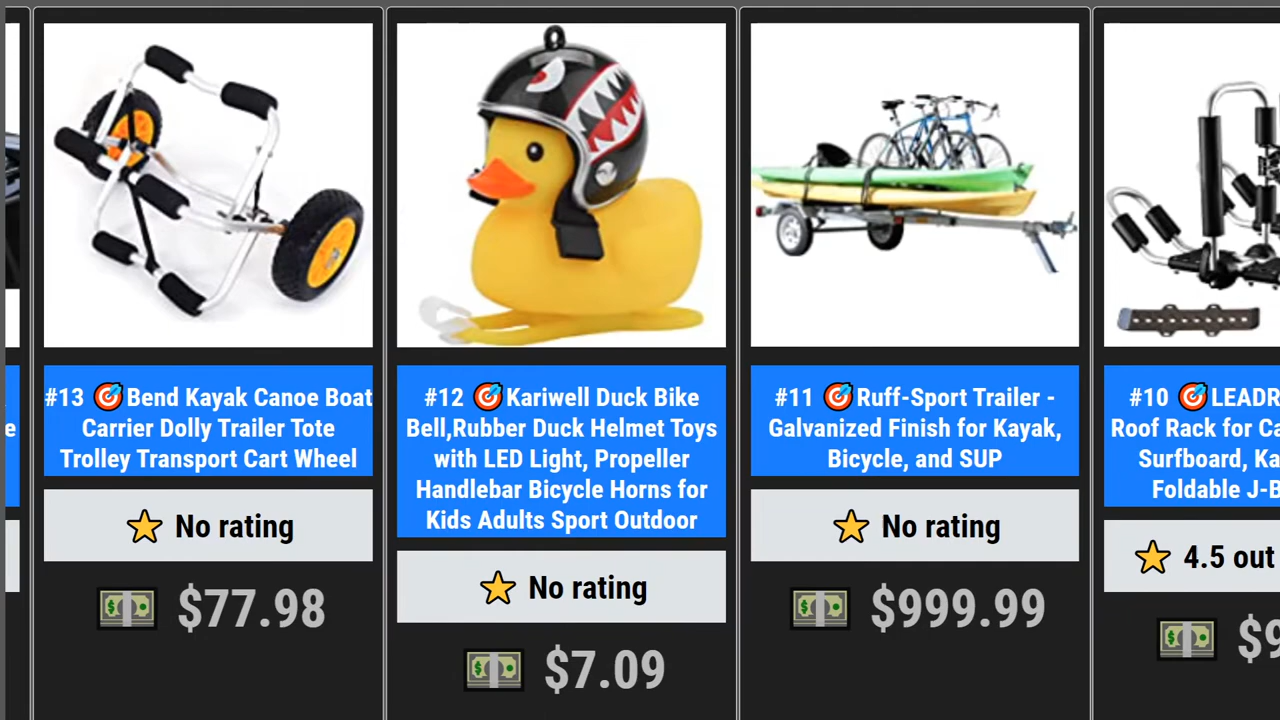 #13 🎯Bend Kayak Canoe Boat
Carrier Dolly Trailer Tote
Trolley Transport Cart Wheel
No rating
$77.98
#12 🎯Kariwell Duck Bike
Bell,Rubber Duck Helmet Toys
with LED Light, Propeller
Handlebar Bicycle Horns for
Kids Adults Sport Outdoor
No rating
$7.09
#11 🎯Ruff-Sport Trailer -
Galvanized Finish for Kayak,
Bicycle, and SUP
No rating
$999.99
#10 🎯LEADR
Roof Rack for Ca
Surfboard, Ka
Foldable J-B
4.5 out
$9